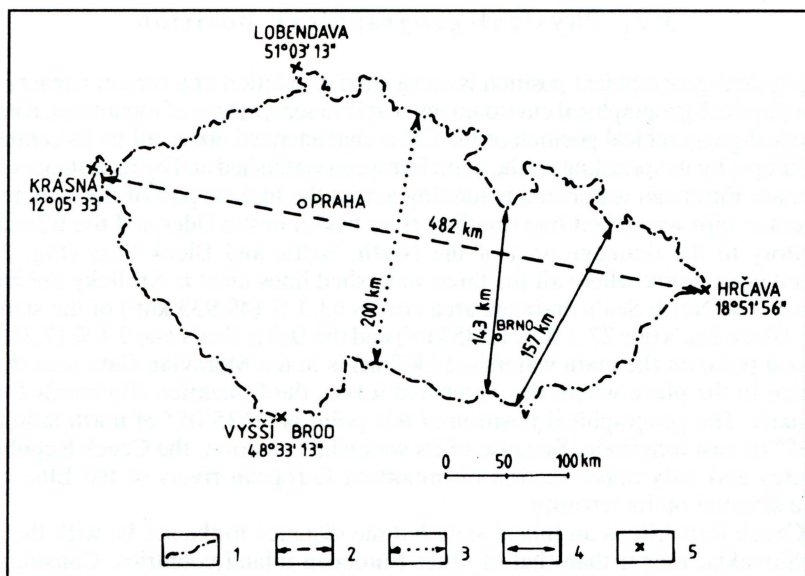 LOBENDAVA
51°03'13"
KRÁSNÁ
12°05'33"
PRAHA
482 km
200 km
143 km
BRNO
157 km
HRČAVA
18°51'56"
VYŠŠÍ BROD
48°33'13"
0 50 100 km
1 2 3 4 5